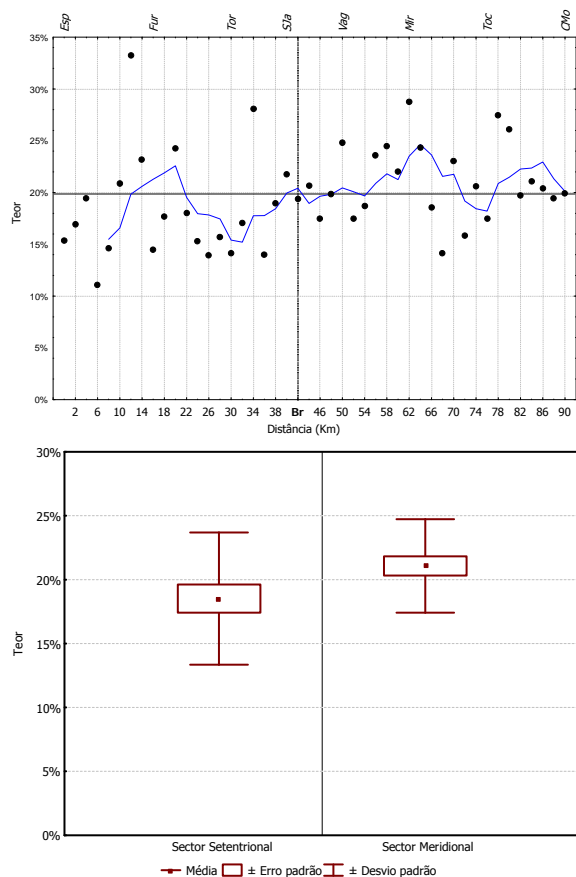 Esp Fur Tor SJa Vag Mir Toc CMo
35%
30%
25%
20%
15%
10%
5%
0%
Teor
2 6 10 14 18 22 26 30 34 38 Br 46 50 54 58 62 66 70 74 78 82 86 90
Distância (Km)
30%
25%
20%
15%
10%
5%
0%
Teor
Sector Setentrional Sector Meridional
Média ± Erro padrão ± Desvio padrão